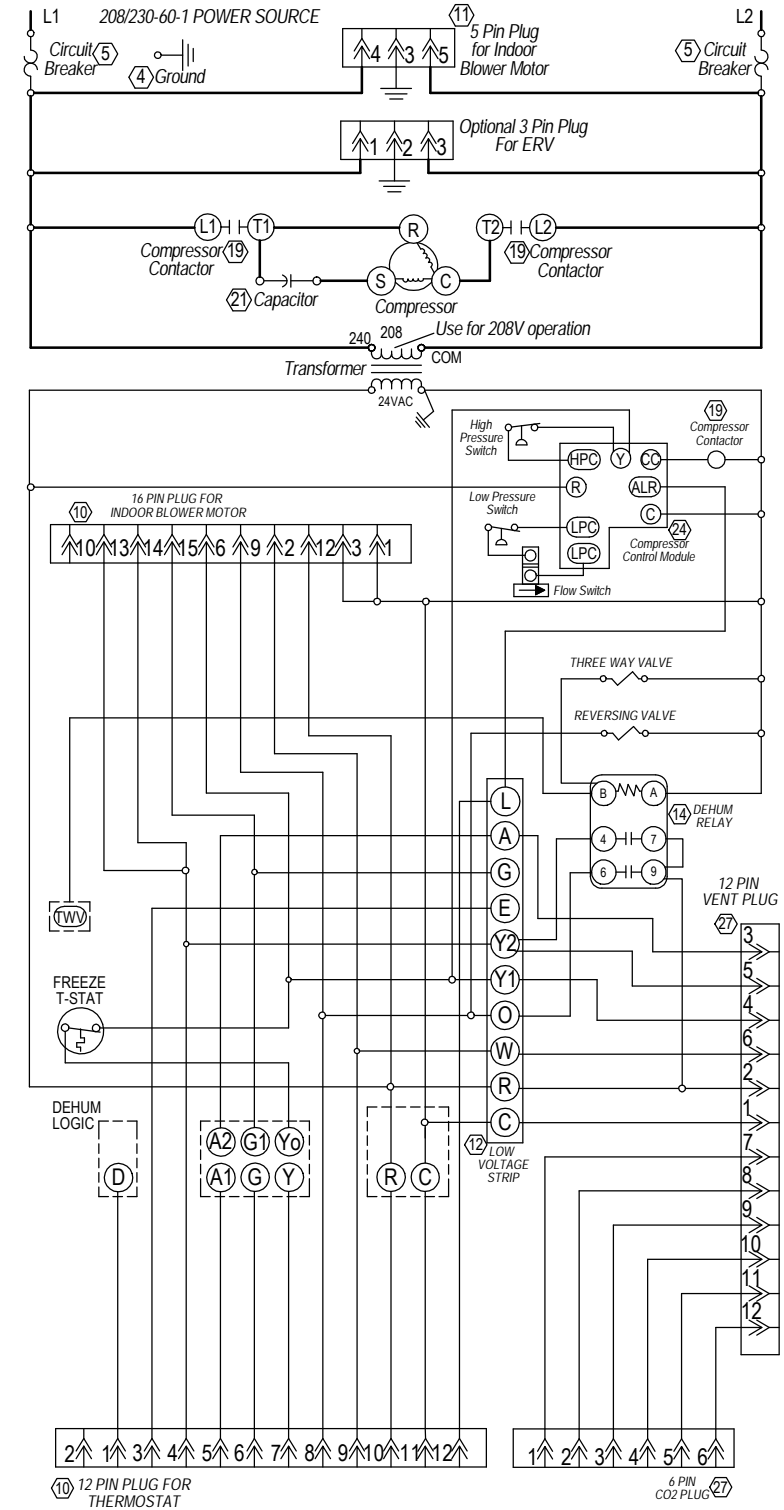 L1 208/230-60-1 POWER SOURCE L2
11
5 Pin Plug
for Indoor
Blower Motor
Circuit
Breaker
5
4 Ground
5 Circuit
Breaker
4 3 5
Optional 3 Pin Plug
For ERV
1 2 3
L1 T1 R T2 L2
Compressor
Contactor
19
19 Compressor
Contactor
21 Capacitor
S C
Compressor
240 208 Use for 208V operation
COM
Transformer
24VAC
High
Pressure
Switch
19
Compressor
Contactor
HPC Y CC
R ALR
C
Low Pressure
Switch
LPC
LPC
24
Compressor
Control Module
Flow Switch
10
16 PIN PLUG FOR
INDOOR BLOWER MOTOR
10 13 14 15 6 9 2 12 3 1
THREE WAY VALVE
REVERSING VALVE
B A
4 7
6 9
14 DEHUM
RELAY
L
A
G
E
Y2
Y1
O
W
R
C
12 LOW
VOLTAGE
STRIP
12 PIN
VENT PLUG
27
3
5
4
6
2
1
7
8
9
10
11
12
TWV
FREEZE
T-STAT
DEHUM
LOGIC
D
A2 G1 Yo
A1 G Y
R C
2 1 3 4 5 6 7 8 9 10 11 12
10 12 PIN PLUG FOR
THERMOSTAT
1 2 3 4 5 6
6 PIN
CO2 PLUG 27